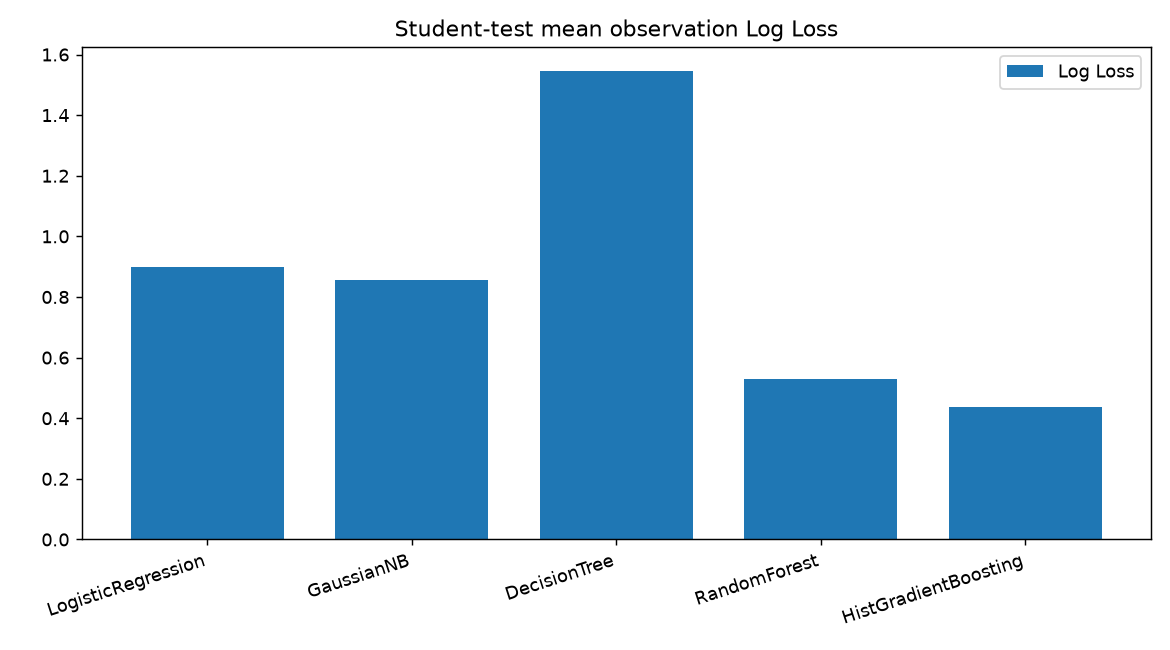 Student-test mean observation Log Loss
Log Loss
1.6
1.4
1.2
1.0
0.8
0.6
0.4
0.2
0.0
LogisticRegression
GaussianNB
DecisionTree
RandomForest
HistGradientBoosting